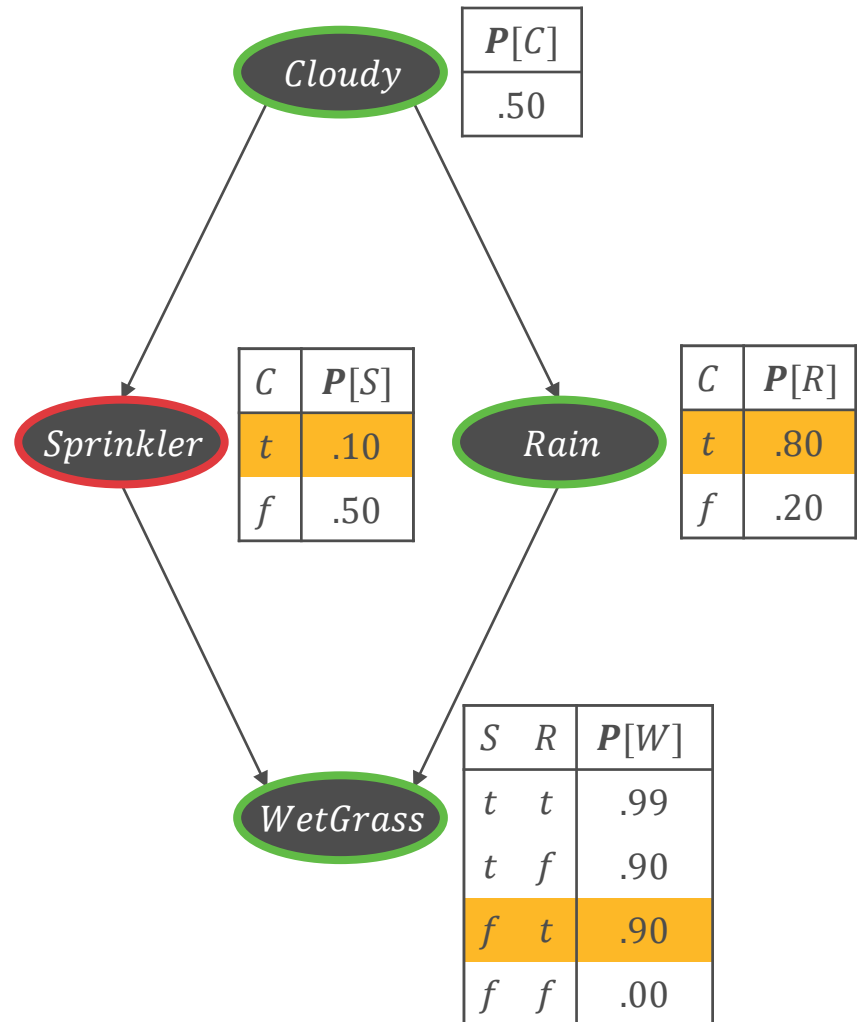 Cloudy
P[C]
.50
Sprinkler
C P[S]
t .10
f .50
Rain
C P[R]
t .80
f .20
WetGrass
S R P[W]
t t .99
t f .90
f t .90
f f .00